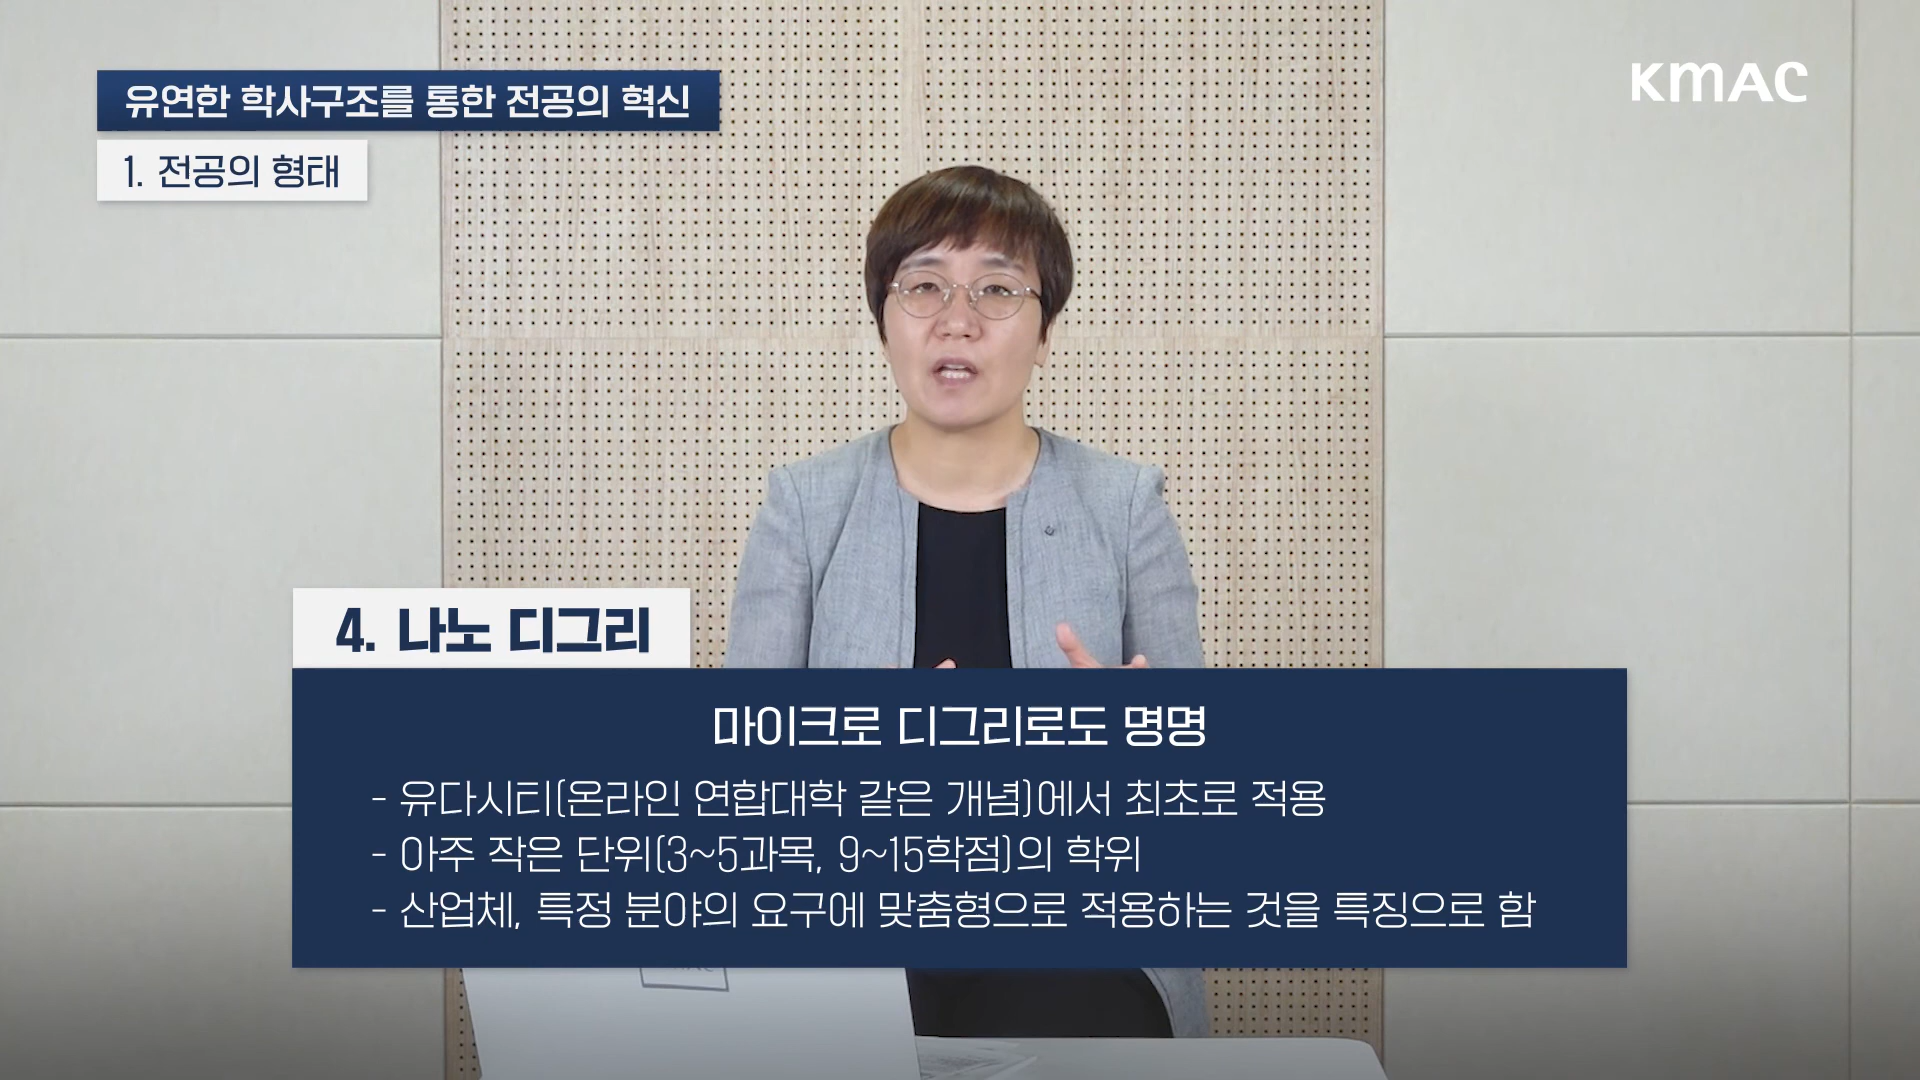 유연한 학사구조를 통한 전공의 혁신
KMAC
1. 전공의 형태
4. 나노 디그리
마이크로 디그리로도 명명
- 유다시티(온라인 연합대학 같은 개념)에서 최초로 적용
- 아주 작은 단위(3~5과목, 9~15학점)의 학위
- 산업체, 특정 분야의 요구에 맞춤형으로 적용하는 것을 특징으로 함